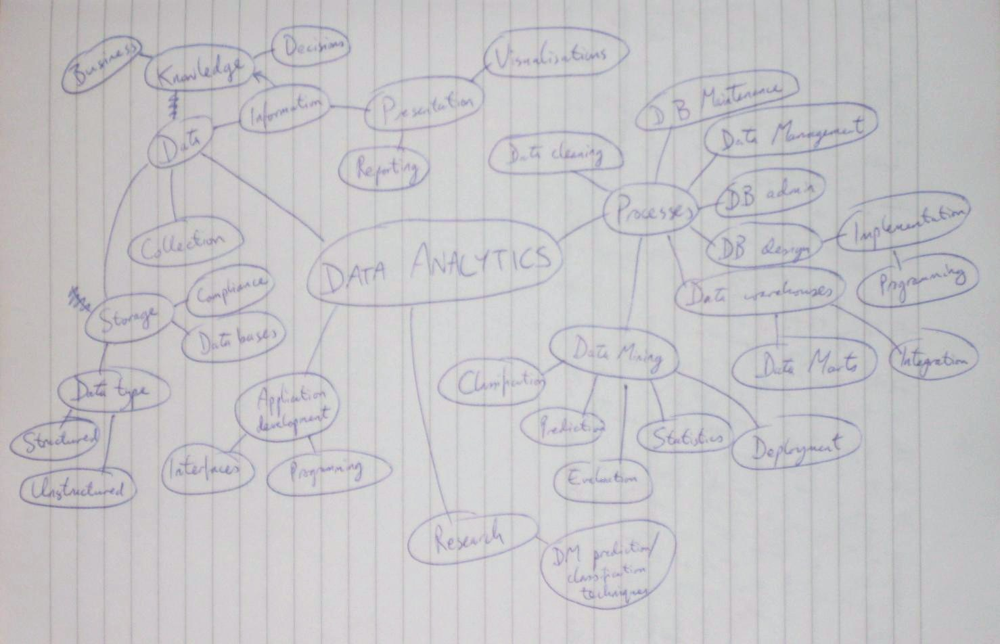 Business
Knowledge
Decisions
Information
Presentation
Visualisations
Reporting
Data
Collection
Storage
Compliance
Databases
Data type
Structured
Unstructured
DATA ANALYTICS
Application
development
Interfaces
Programming
Research
DM prediction/
classification
techniques
Processes
Data cleaning
DB Maintenance
Data Management
DB admin
DB design
Implementation
Programming
Data warehouses
Data Marts
Integration
Data Mining
Classification
Prediction
Evaluation
Statistics
Deployment